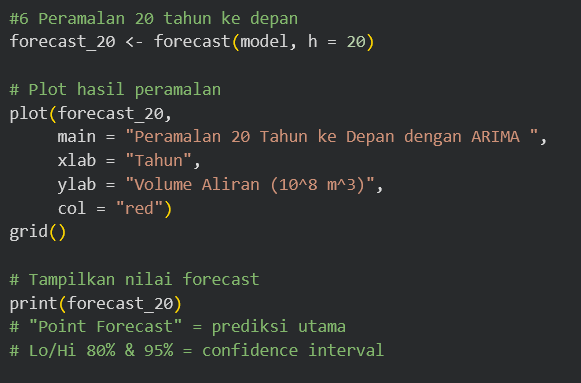 #6 Peramalan 20 tahun ke depan
forecast_20 <- forecast(model, h = 20)
# Plot hasil peramalan
plot(forecast_20,
     main = "Peramalan 20 Tahun ke Depan dengan ARIMA ",
     xlab = "Tahun",
     ylab = "Volume Aliran (10^8 m^3)",
     col = "red")
grid()
# Tampilkan nilai forecast
print(forecast_20)
# "Point Forecast" = prediksi utama
# Lo/Hi 80% & 95% = confidence interval